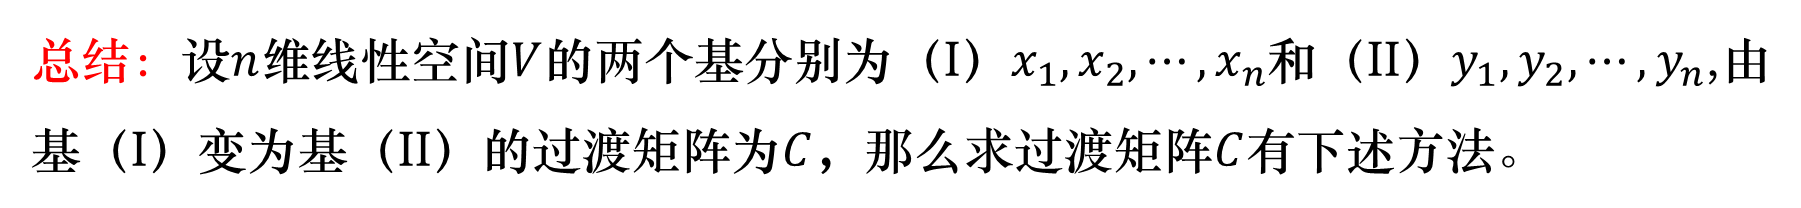 总结：设n维线性空间V的两个基分别为（I）x₁,x₂,⋯,xₙ和（II）y₁,y₂,⋯,yₙ,由
基（I）变为基（II）的过渡矩阵为C，那么求过渡矩阵C有下述方法。